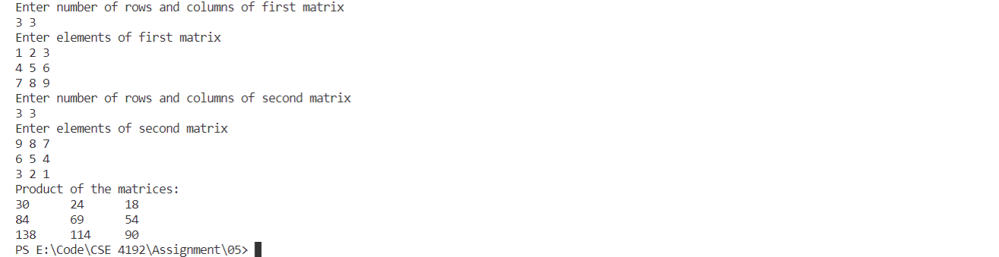 Enter number of rows and columns of first matrix
3 3
Enter elements of first matrix
1 2 3
4 5 6
7 8 9
Enter number of rows and columns of second matrix
3 3
Enter elements of second matrix
9 8 7
6 5 4
3 2 1
Product of the matrices:
30      24      18
84      69      54
138     114     90
PS E:\Code\CSE 4192\Assignment\05>